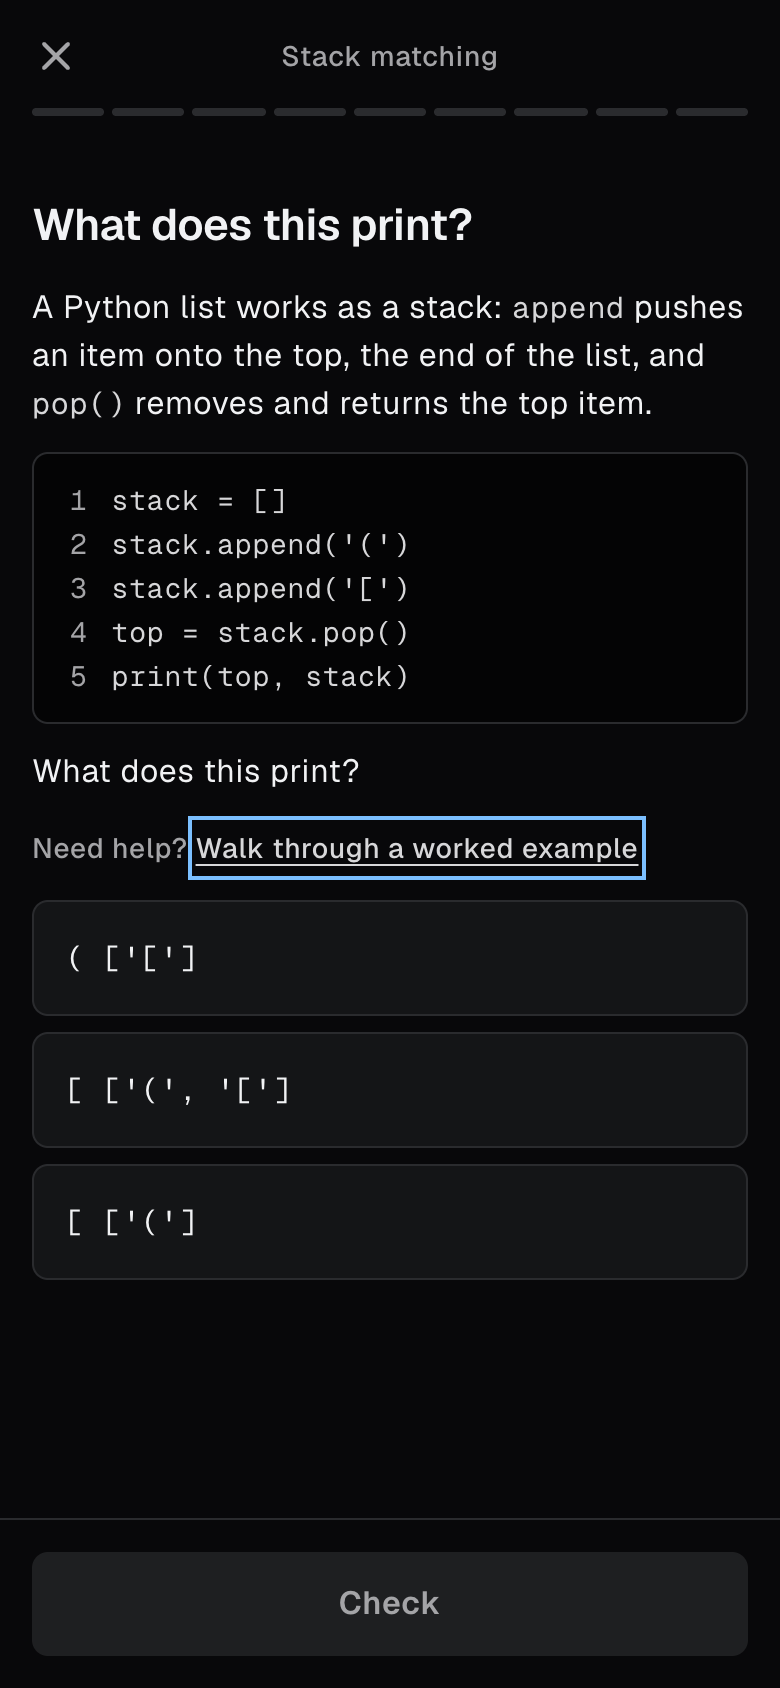 Stack matching
What does this print?
A Python list works as a stack: append pushes
an item onto the top, the end of the list, and
pop() removes and returns the top item.
1 stack = []
2 stack.append('(')
3 stack.append('[')
4 top = stack.pop()
5 print(top, stack)
What does this print?
Need help? Walk through a worked example
( ['[']
[ ['(', '[']
[ ['(']
Check